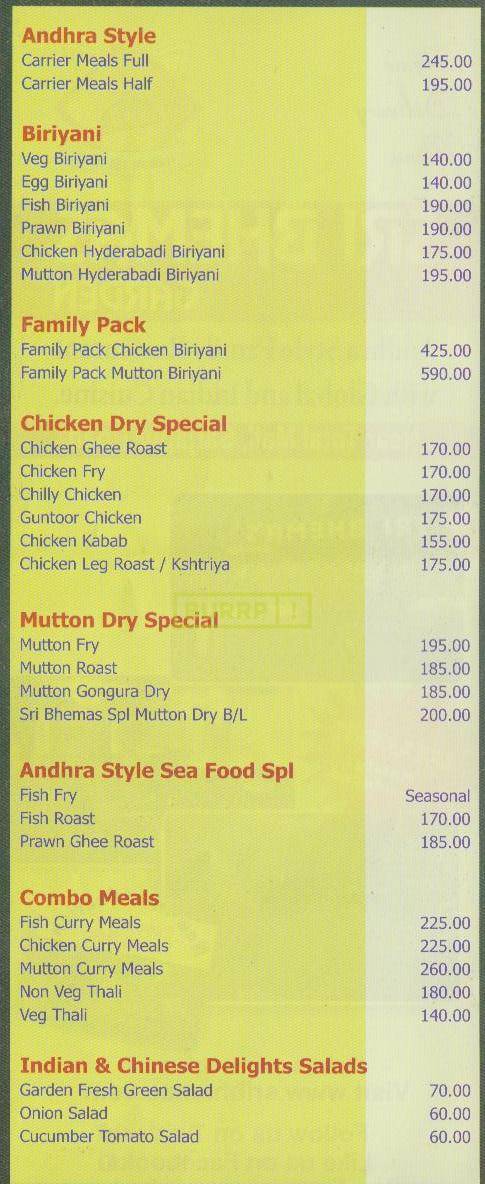 Andhra Style
Carrier Meals Full 245.00
Carrier Meals Half 195.00
Biriyani
Veg Biriyani 140.00
Egg Biriyani 140.00
Fish Biriyani 190.00
Prawn Biriyani 190.00
Chicken Hyderabadi Biriyani 175.00
Mutton Hyderabadi Biriyani 195.00
Family Pack
Family Pack Chicken Biriyani 425.00
Family Pack Mutton Biriyani 590.00
Chicken Dry Special
Chicken Ghee Roast 170.00
Chicken Fry 170.00
Chilly Chicken 170.00
Guntoor Chicken 175.00
Chicken Kabab 155.00
Chicken Leg Roast / Kshtriya 175.00
BURRP !
Mutton Dry Special
Mutton Fry 195.00
Mutton Roast 185.00
Mutton Gongura Dry 185.00
Sri Bhemas Spl Mutton Dry B/L 200.00
Andhra Style Sea Food Spl
Fish Fry Seasonal
Fish Roast 170.00
Prawn Ghee Roast 185.00
Combo Meals
Fish Curry Meals 225.00
Chicken Curry Meals 225.00
Mutton Curry Meals 260.00
Non Veg Thali 180.00
Veg Thali 140.00
Indian & Chinese Delights Salads
Garden Fresh Green Salad 70.00
Onion Salad 60.00
Cucumber Tomato Salad 60.00